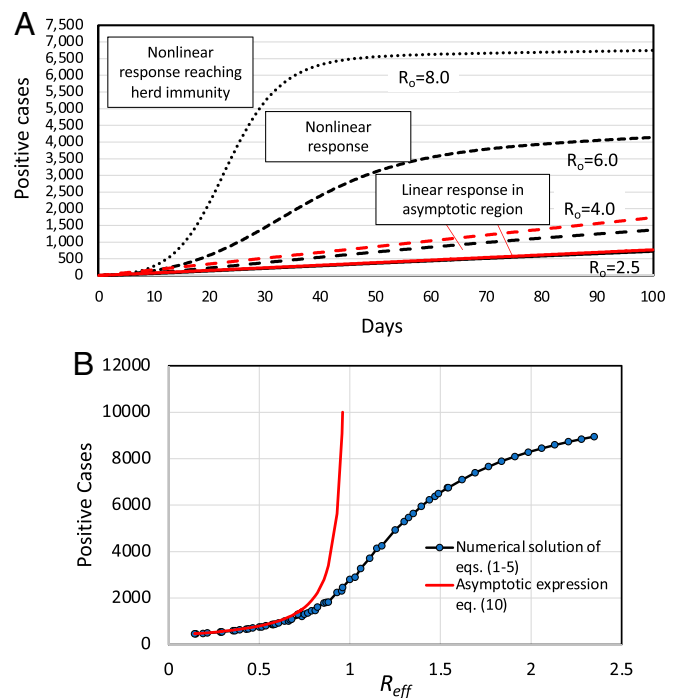 A
7,500
7,000
6,500
6,000
5,500
5,000
4,500
4,000
3,500
3,000
2,500
2,000
1,500
1,000
500
0
Positive cases
Nonlinear
response reaching
herd immunity
Ro=8.0
Nonlinear
response
Ro=6.0
Linear response in
asymptotic region
Ro=4.0
Ro=2.5
0 10 20 30 40 50 60 70 80 90 100
Days
B
12000
10000
8000
6000
4000
2000
0
Positive Cases
Numerical solution of
eqs. (1-5)
Asymptotic expression
eq. (10)
0 0.5 1 1.5 2 2.5
Reff